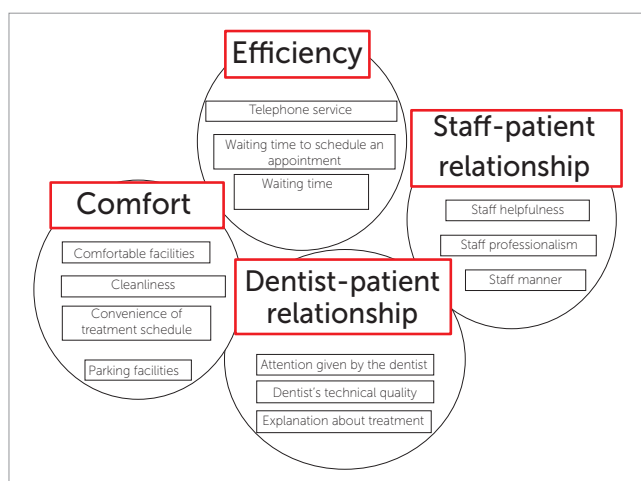 Efficiency
Telephone service
Waiting time to schedule an
appointment
Waiting time
Staff-patient
relationship
Staff helpfulness
Staff professionalism
Staff manner
Comfort
Comfortable facilities
Cleanliness
Convenience of
treatment schedule
Parking facilities
Dentist-patient
relationship
Attention given by the dentist
Dentist's technical quality
Explanation about treatment